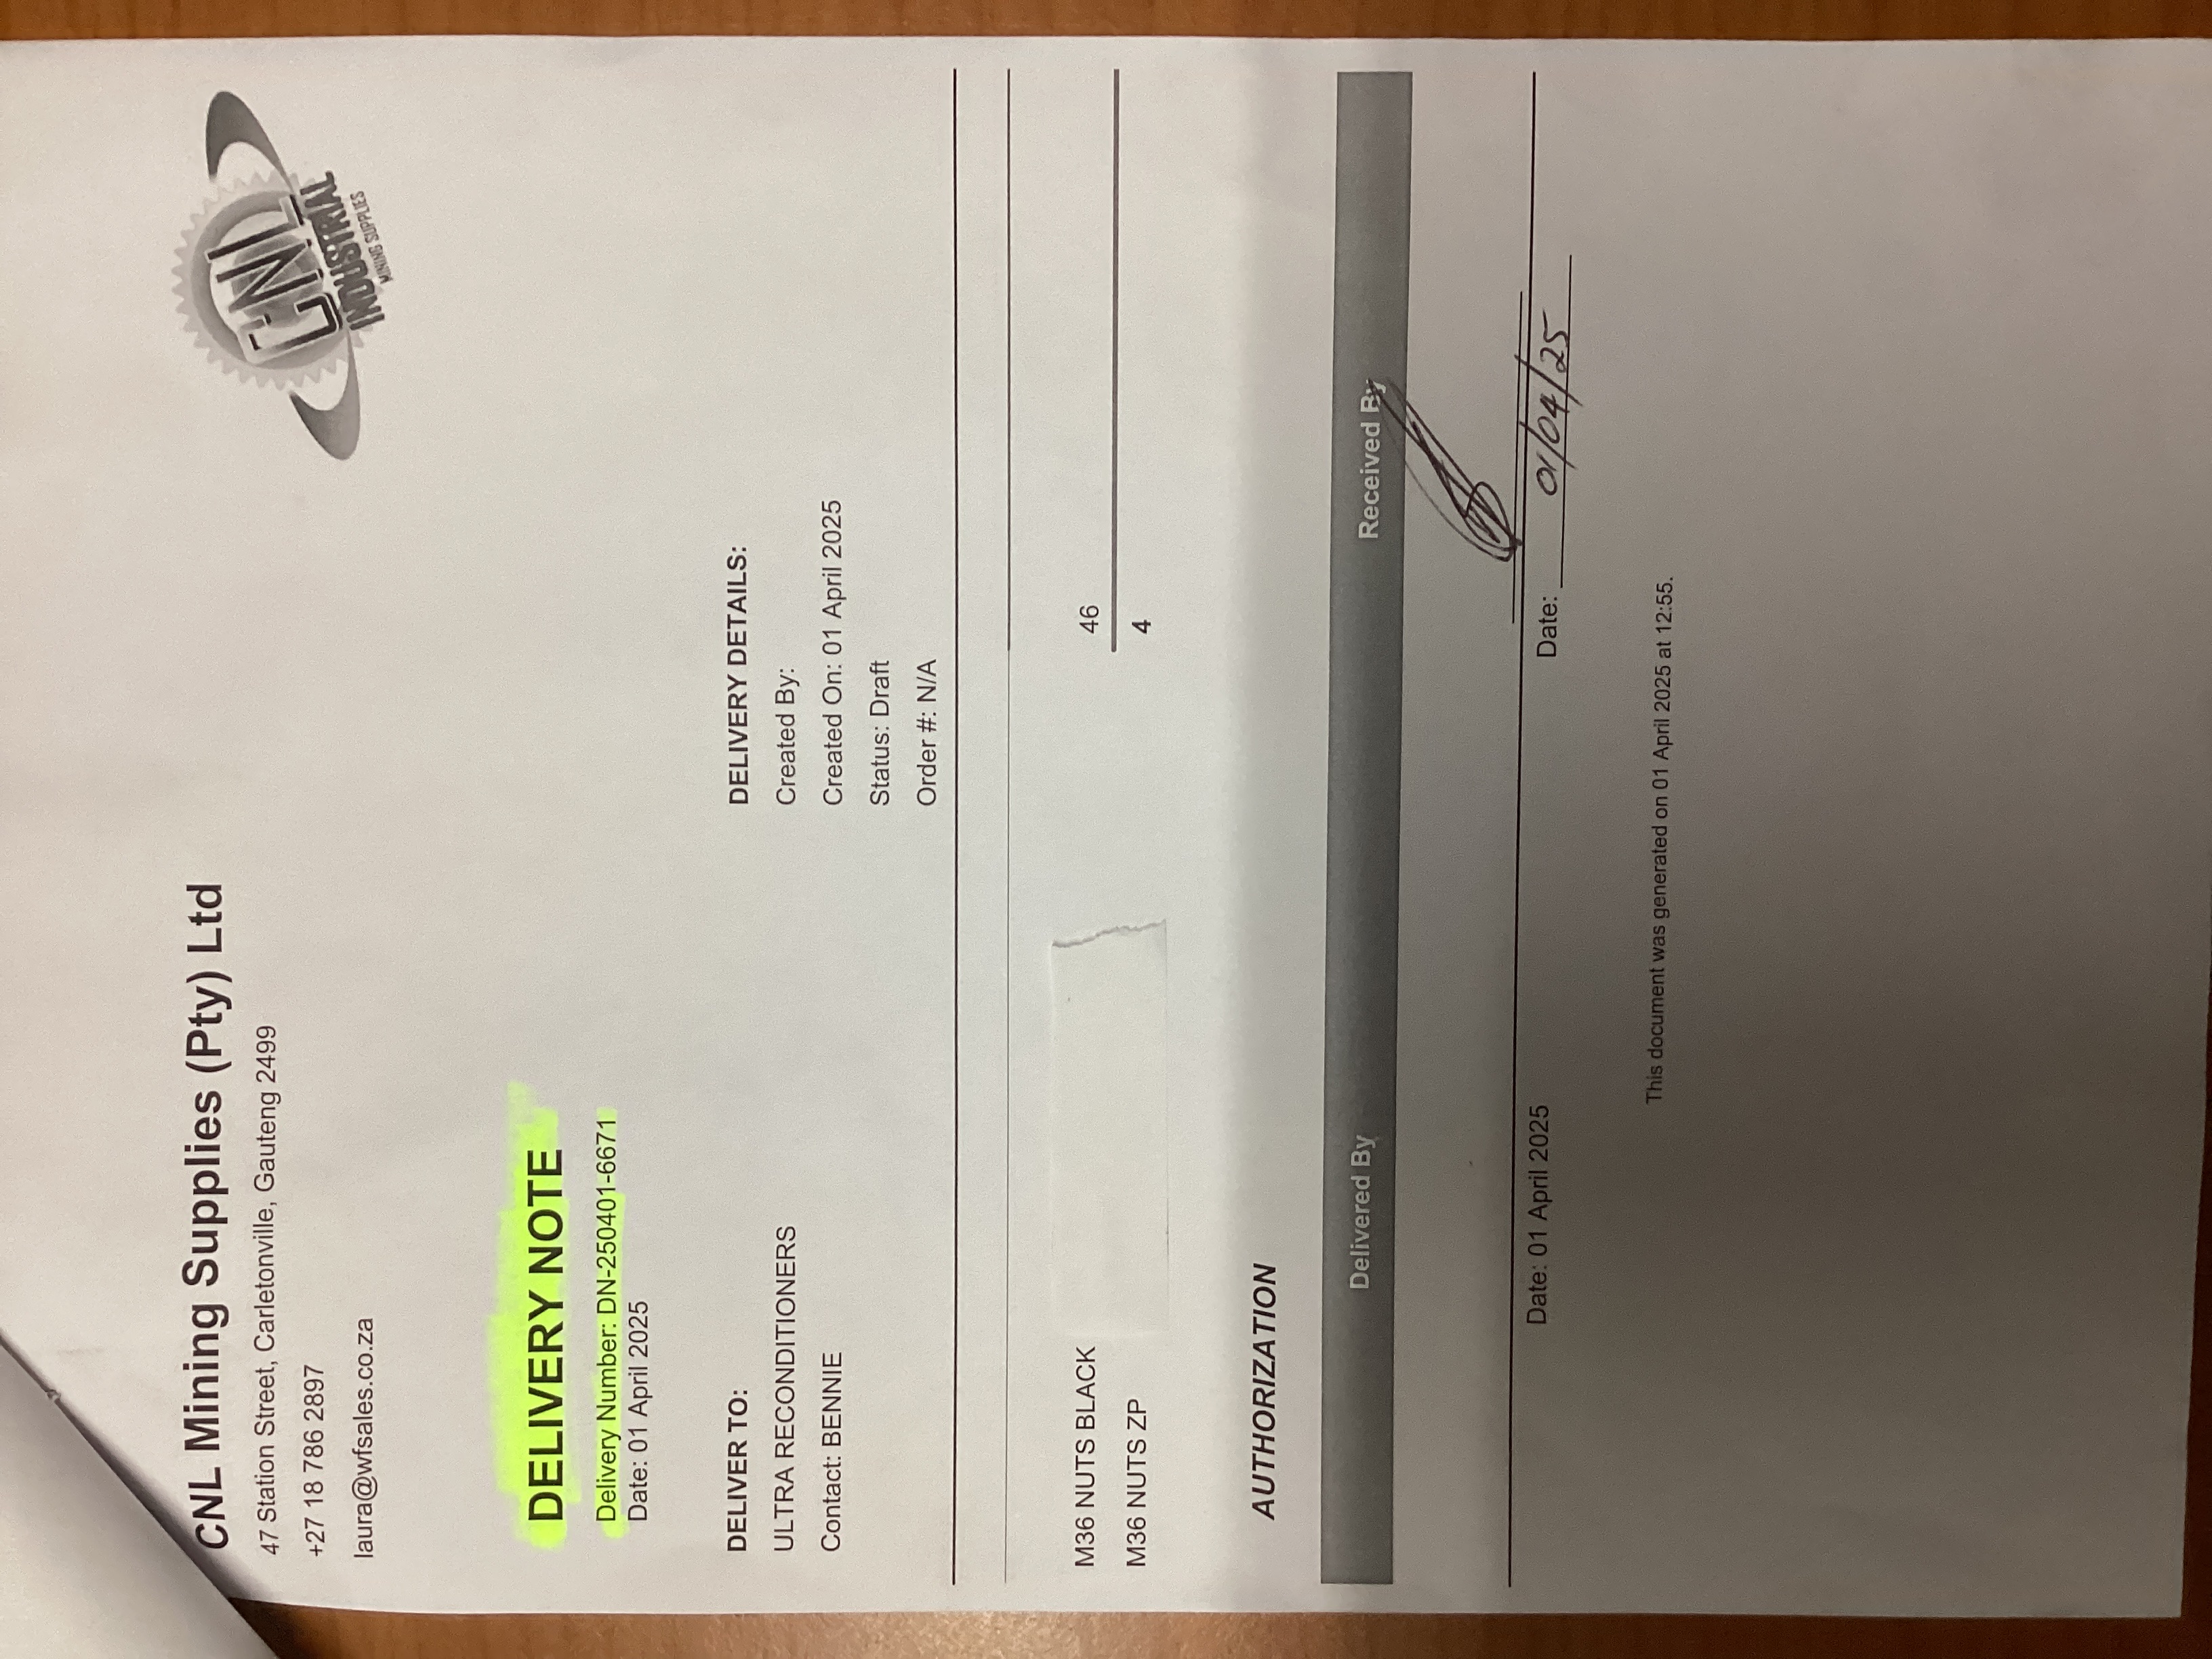 CNL Mining Supplies (Pty) Ltd
47 Station Street, Carletonville, Gauteng 2499
+27 18 786 2897
laura@wfsales.co.za
CNL
INDUSTRIAL
MINING SUPPLIES
DELIVERY NOTE
Delivery Number: DN-250401-6671
Date: 01 April 2025
DELIVER TO:
ULTRA RECONDITIONERS
Contact: BENNIE
DELIVERY DETAILS:
Created By:
Created On: 01 April 2025
Status: Draft
Order #: N/A
M36 NUTS BLACK 46
M36 NUTS ZP 4
AUTHORIZATION
Delivered By Received By
Date: 01 April 2025 Date: 01/04/25
This document was generated on 01 April 2025 at 12:55.